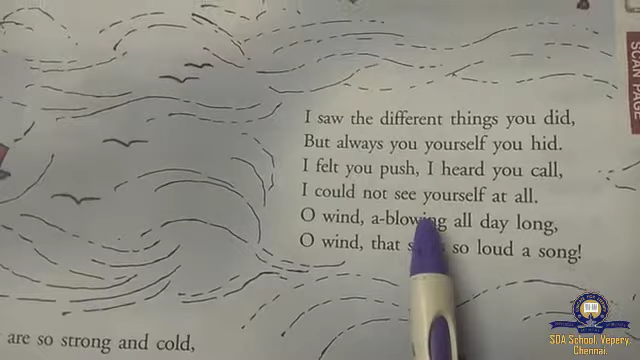 I saw the different things you did,
But always you yourself you hid.
I felt you push, I heard you call,
I could not see yourself at all.
O wind, a-blowing all day long,
O wind, that so loud a song!
are so strong and cold,
SCAN PAGE
SDA School, Vepery,
Chennai.